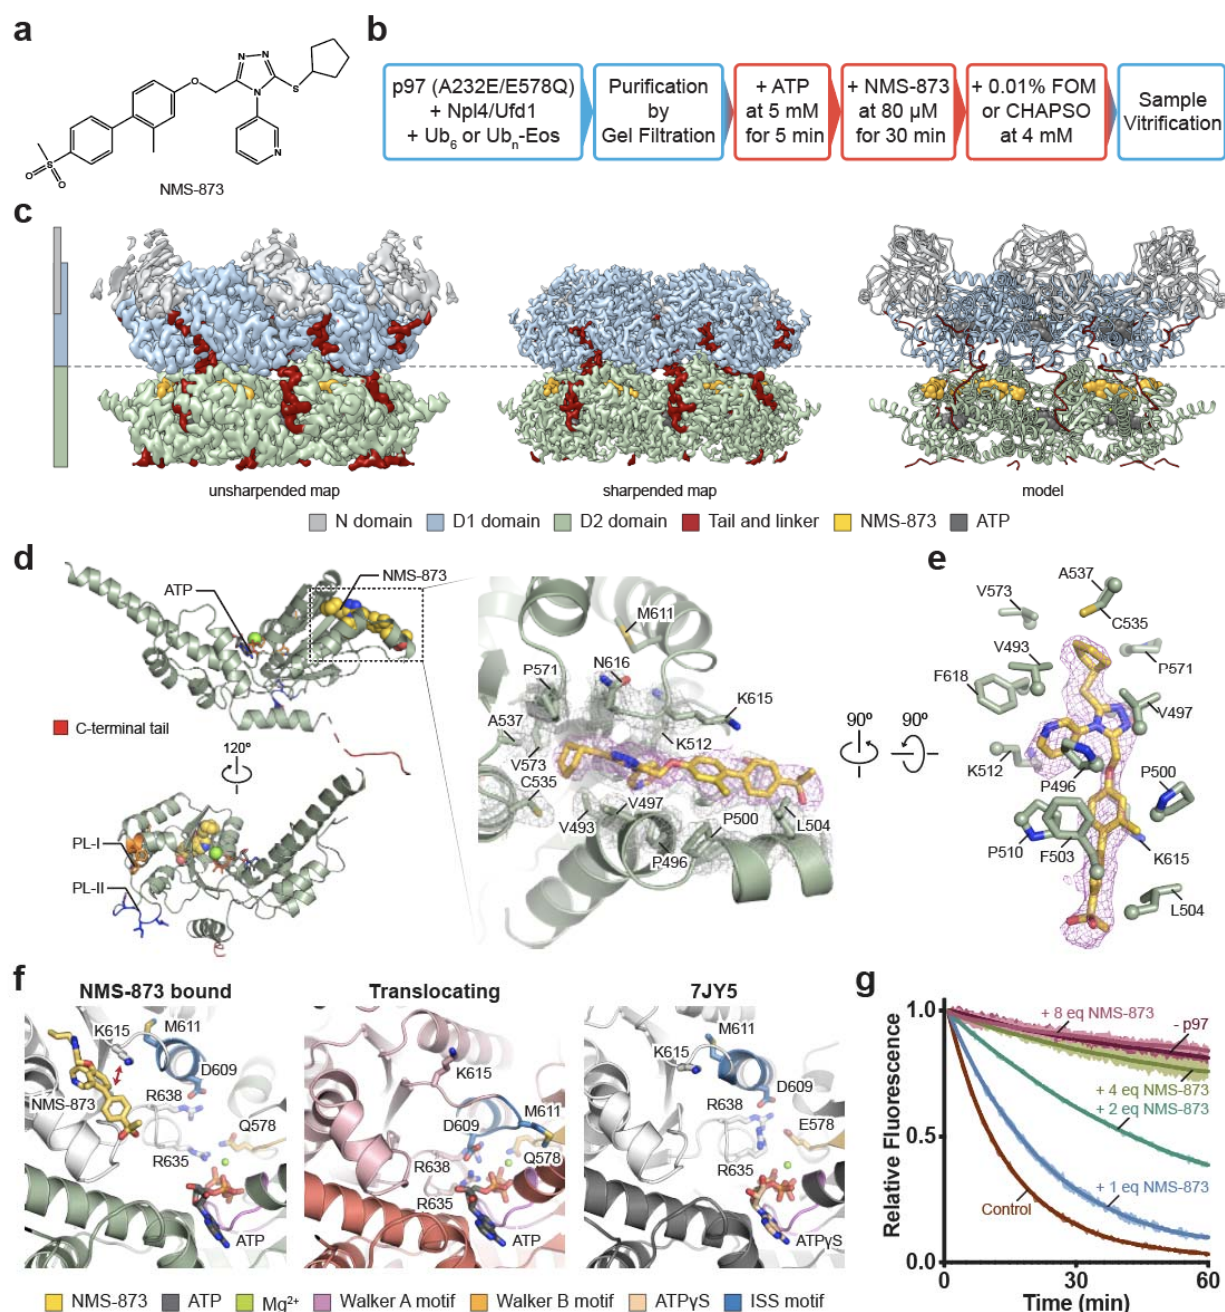 a
N N
O
N
S
N
S
O
O
NMS-873
b
p97 (A232E/E578Q)
+ Npl4/Ufd1
+ Ub6 or Ubn-Eos
Purification
by
Gel Filtration
+ ATP
at 5 mM
for 5 min
+ NMS-873
at 80 µM
for 30 min
+ 0.01% FOM
or CHAPSO
at 4 mM
Sample
Vitrification
c
unsharpended map
sharpended map
model
N domain D1 domain D2 domain Tail and linker NMS-873 ATP
d
ATP
NMS-873
C-terminal tail
120º
PL-I
PL-II
M611
N616
P571
K615
A537
K512
V573
C535
V497
V493
P500
L504
P496
90º 90º
e
A537
V573
C535
V493
P571
F618
V497
K512
P496
P500
P510
F503
K615
L504
f
NMS-873 bound
K615
M611
D609
NMS-873
R638
Q578
R635
ATP
Translocating
K615
M611
D609
R638
Q578
R635
ATP
7JY5
M611
K615
D609
R638
E578
R635
ATPγS
NMS-873 ATP Mg2+ Walker A motif Walker B motif ATPγS ISS motif
g
Relative Fluorescence
1.0
0.5
0.0
+ 8 eq NMS-873
- p97
+ 4 eq NMS-873
+ 2 eq NMS-873
+ 1 eq NMS-873
Control
0 30 60
Time (min)